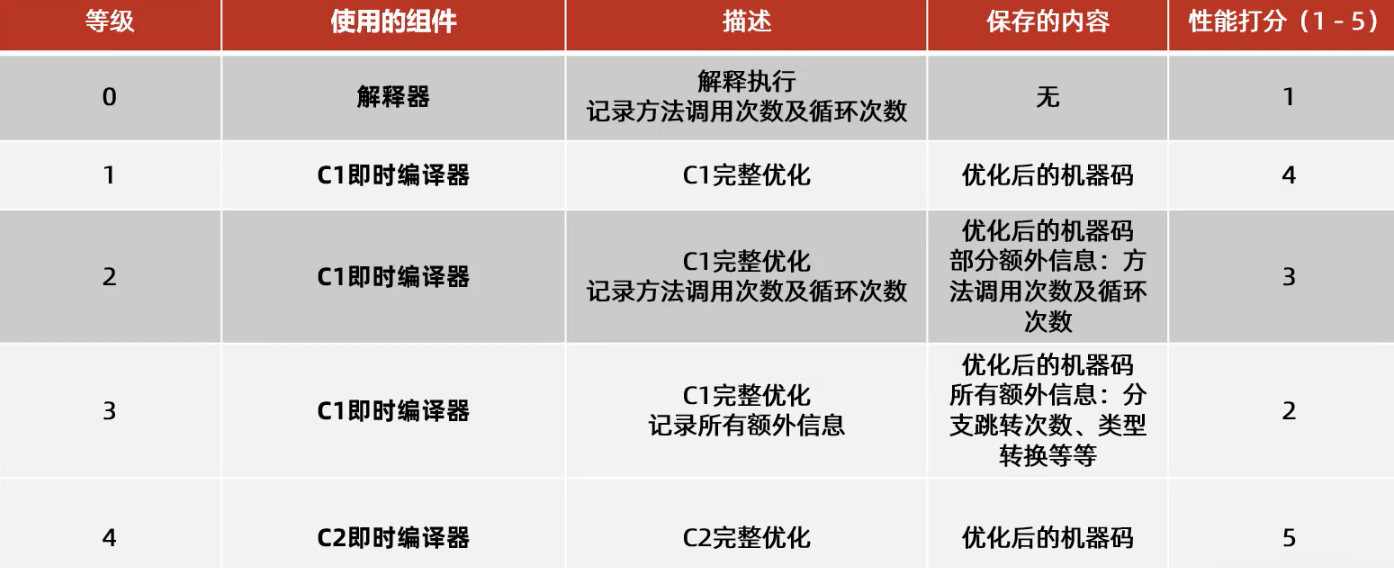 等级
使用的组件
描述
保存的内容
性能打分（1 - 5）
0
解释器
解释执行
记录方法调用次数及循环次数
无
1
1
C1即时编译器
C1完整优化
优化后的机器码
4
2
C1即时编译器
C1完整优化
记录方法调用次数及循环次数
优化后的机器码
部分额外信息：方
法调用次数及循环
次数
3
3
C1即时编译器
C1完整优化
记录所有额外信息
优化后的机器码
所有额外信息：分
支跳转次数、类型
转换等等
2
4
C2即时编译器
C2完整优化
优化后的机器码
5